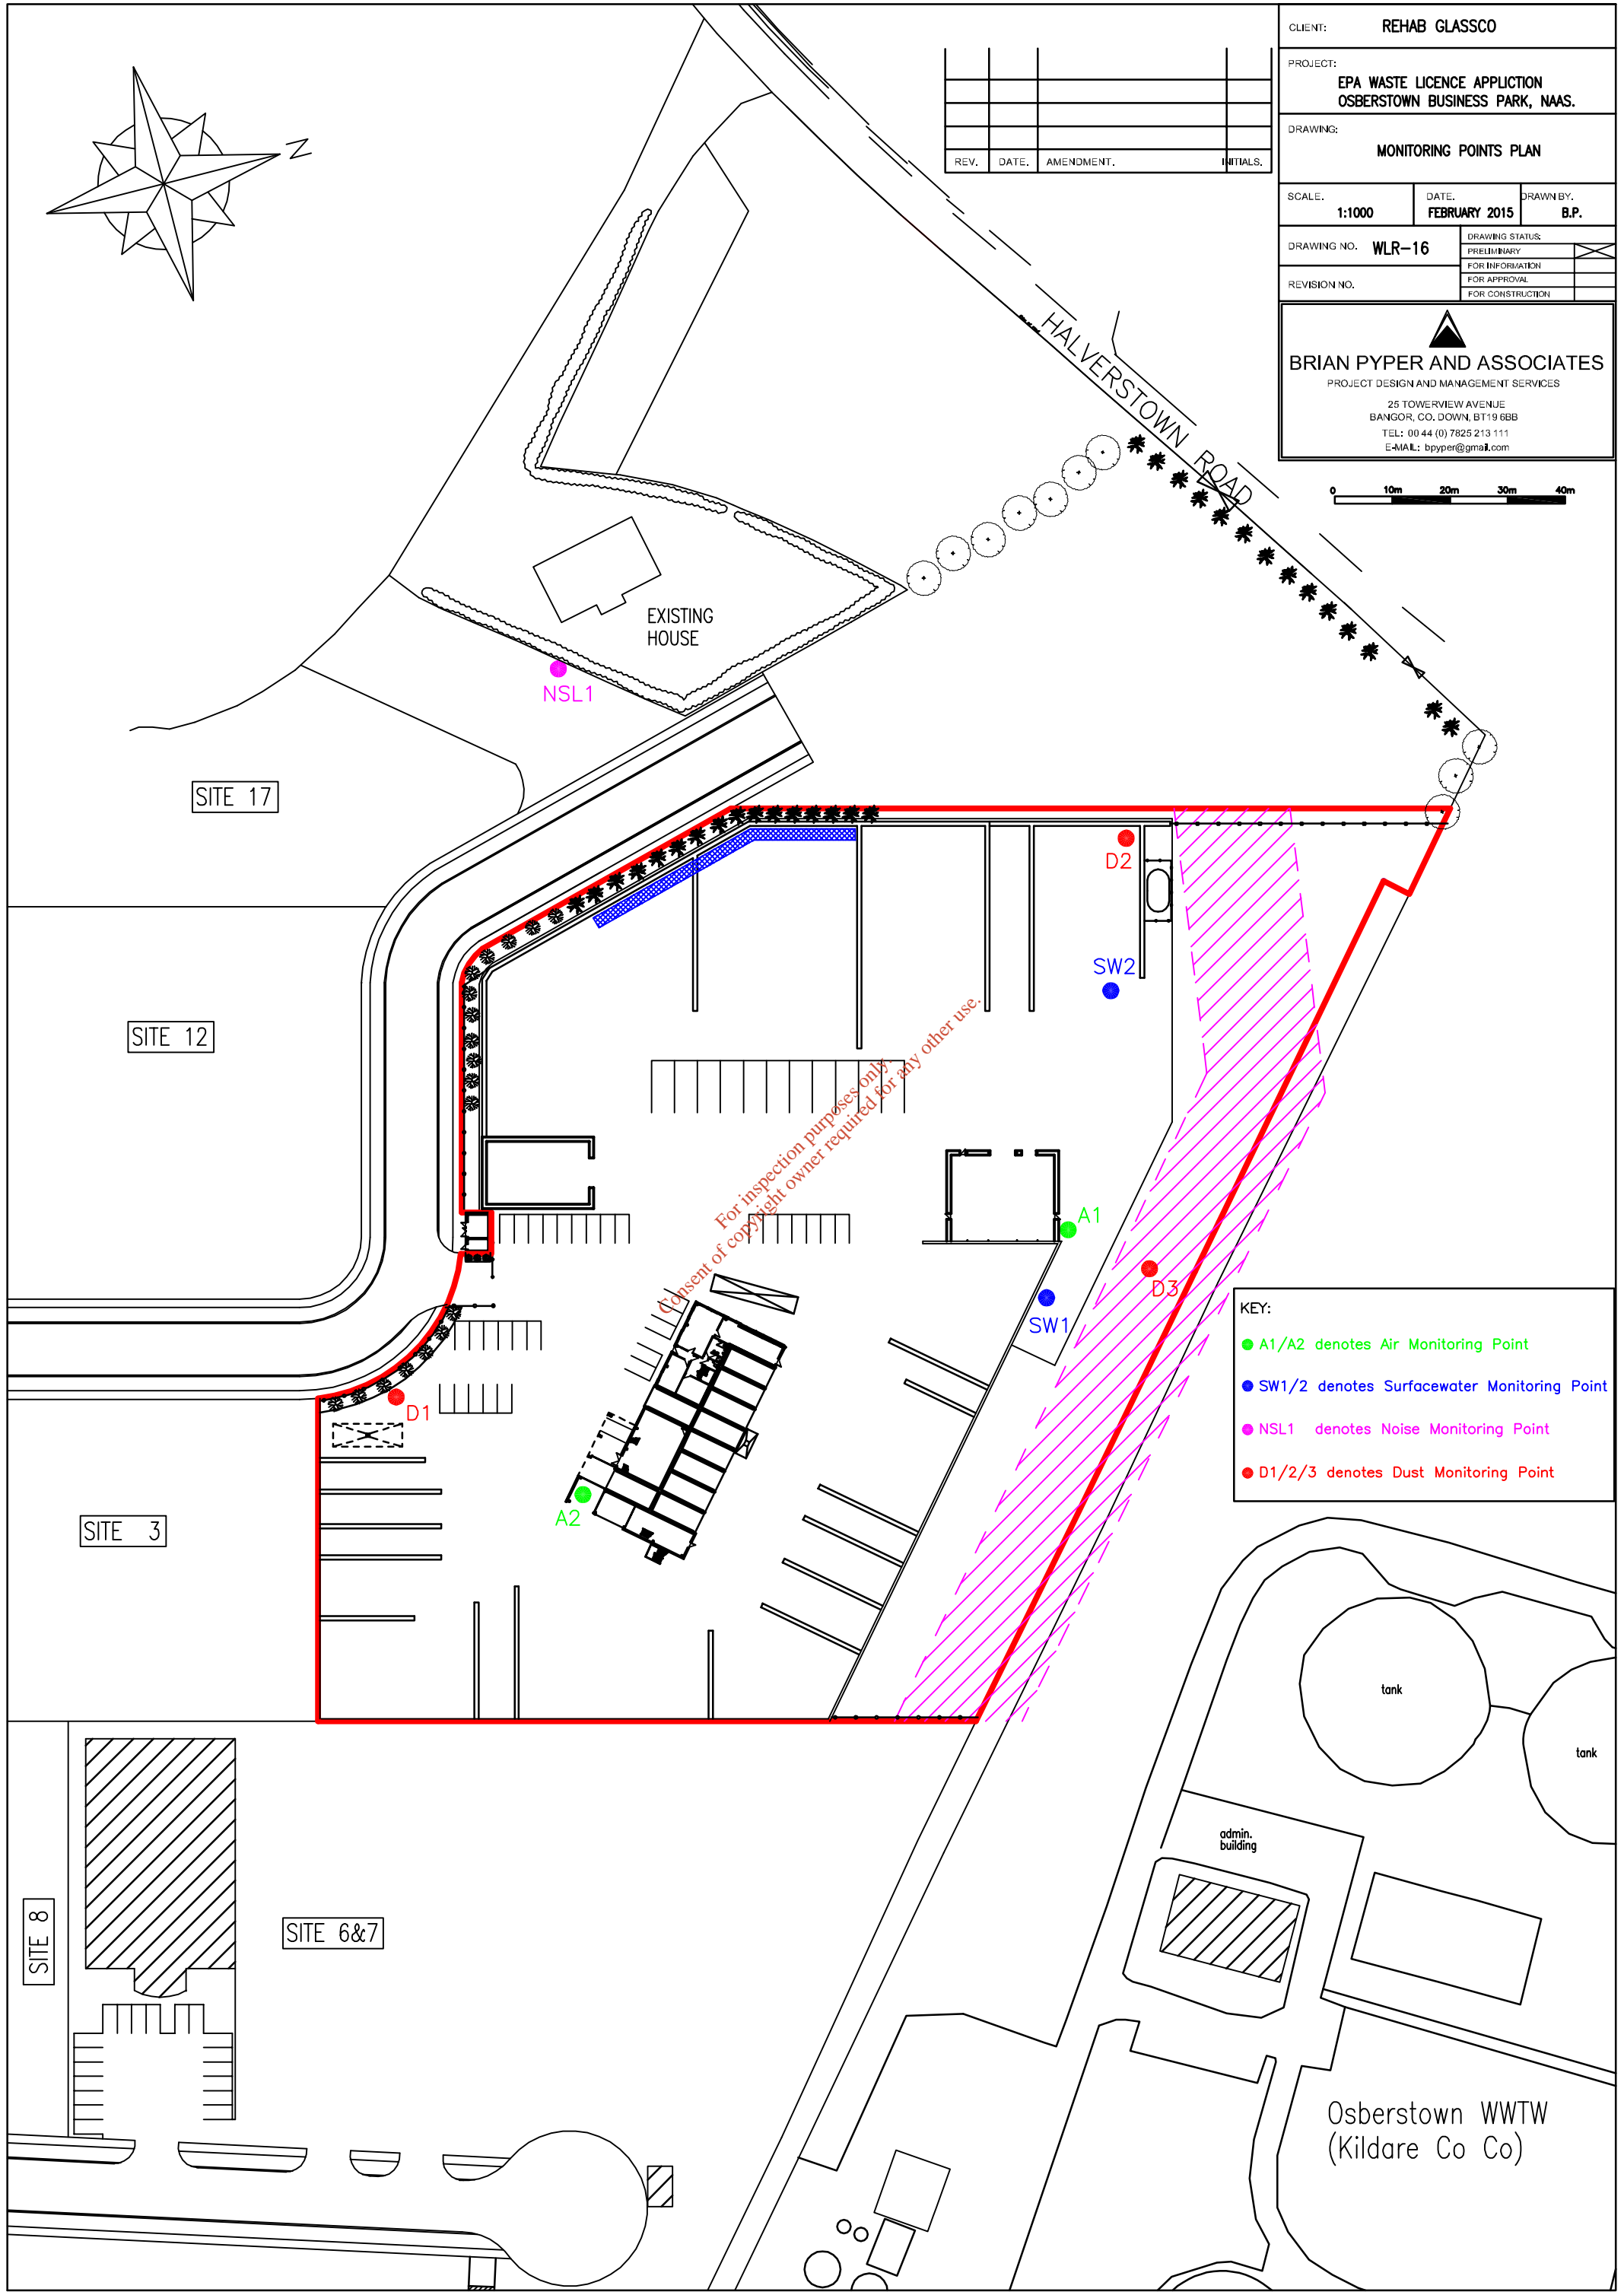 CLIENT: REHAB GLASSCO
PROJECT:
EPA WASTE LICENCE APPLICTION
OSBERSTOWN BUSINESS PARK, NAAS.
DRAWING:
MONITORING POINTS PLAN
SCALE. DATE. DRAWN BY.
1:1000 FEBRUARY 2015 B.P.
DRAWING NO. WLR-16
DRAWING STATUS:
PRELIMINARY
FOR INFORMATION
REVISION NO.
FOR APPROVAL
FOR CONSTRUCTION
BRIAN PYPER AND ASSOCIATES
PROJECT DESIGN AND MANAGEMENT SERVICES
25 TOWERVIEW AVENUE
BANGOR, CO. DOWN, BT19 6BB
TEL: 00 44 (0) 7825 213 111
E-MAIL: bpyper@gmail.com
REV. DATE. AMENDMENT. INITIALS.
0 10m 20m 30m 40m
N
HALVERSTOWN ROAD
EXISTING
HOUSE
NSL1
SITE 17
D2
SW2
SITE 12
For inspection purposes only.
Consent of copyright owner required for any other use.
A1
D3
SW1
KEY:
A1/A2 denotes Air Monitoring Point
SW1/2 denotes Surfacewater Monitoring Point
NSL1 denotes Noise Monitoring Point
D1/2/3 denotes Dust Monitoring Point
D1
A2
SITE 3
tank
tank
admin.
building
SITE 8
SITE 6&7
Osberstown WWTW
(Kildare Co Co)